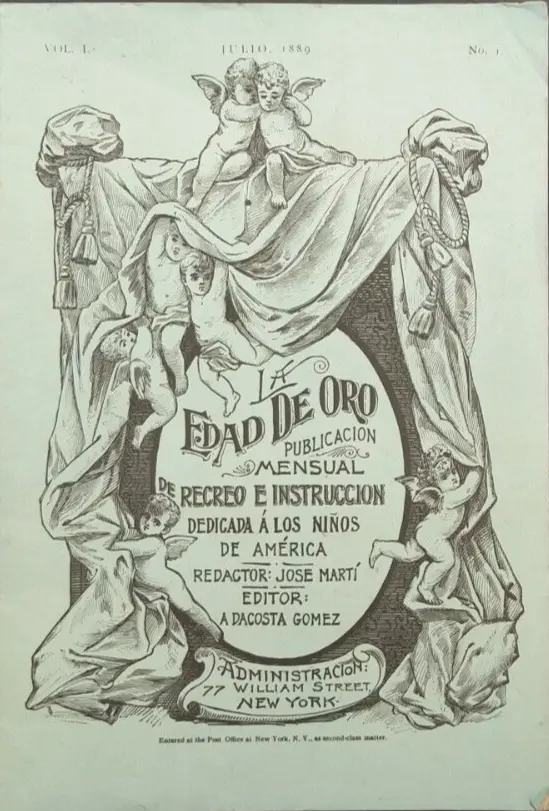 VOL. I.
JULIO, 1889
No. 1
LA
EDAD DE ORO
PUBLICACION
MENSUAL
DE RECREO E INSTRUCCION
DEDICADA Á LOS NIÑOS
DE AMÉRICA
REDACTOR: JOSE MARTÍ
EDITOR:
A DACOSTA GOMEZ
ADMINISTRACION:
77 WILLIAM STREET,
NEW YORK.
Entered at the Post Office at New York, N. Y., as second-class matter.